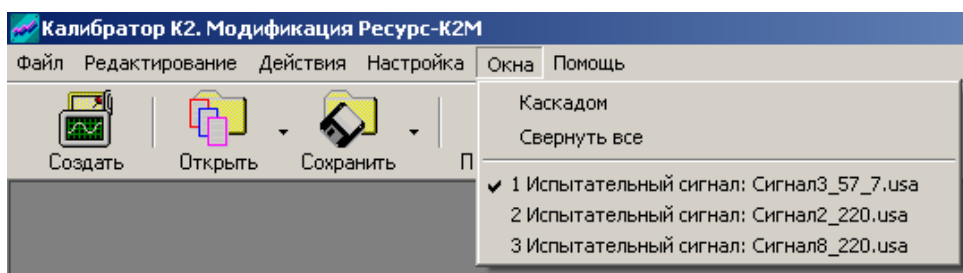 Калибратор К2. Модификация Ресурс-К2М
Файл Редактирование Действия Настройка Окна Помощь
Создать Открыть Сохранить П
Каскадом
Свернуть все
1 Испытательный сигнал: Сигнал3_57_7.usa
2 Испытательный сигнал: Сигнал2_220.usa
3 Испытательный сигнал: Сигнал8_220.usa